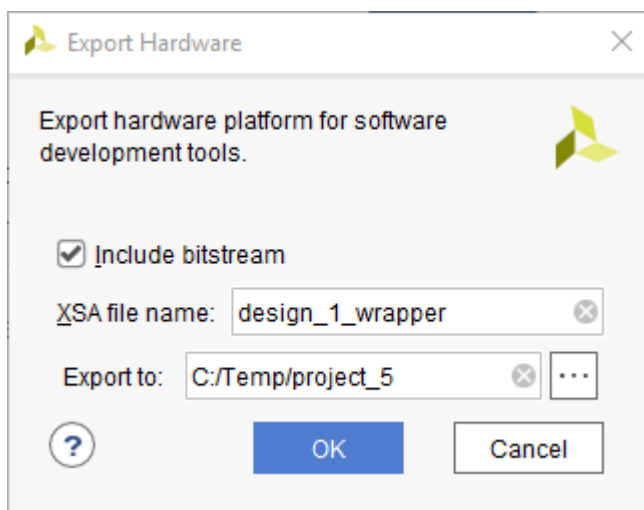 Export Hardware
Export hardware platform for software
development tools.
Include bitstream
XSA file name: design_1_wrapper
Export to: C:/Temp/project_5 ...
? OK Cancel